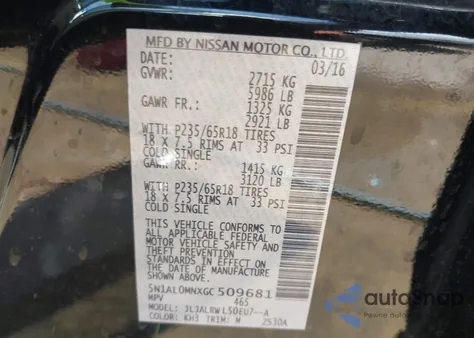 MFD BY NISSAN MOTOR CO., LTD.
DATE: 03/16
GVWR: 2715 KG
5986 LB
GAWR FR.: 1325 KG
2921 LB
WITH P235/65R18 TIRES
18 X 7.5 RIMS AT 33 PSI
COLD SINGLE
GAWR RR.: 1415 KG
3120 LB
WITH P235/65R18 TIRES
18 X 7.5 RIMS AT 33 PSI
COLD SINGLE
THIS VEHICLE CONFORMS TO
ALL APPLICABLE FEDERAL
MOTOR VEHICLE SAFETY AND
THEFT PREVENTION
STANDARDS IN EFFECT ON
THE DATE OF MANUFACTURE
SHOWN ABOVE.
5N1AL0MNXGC509681
MPV 465
MODEL: JLJALRWL50EU7--A
COLOR: KH3 TRIM: M 2530A
autosnap
Powered by